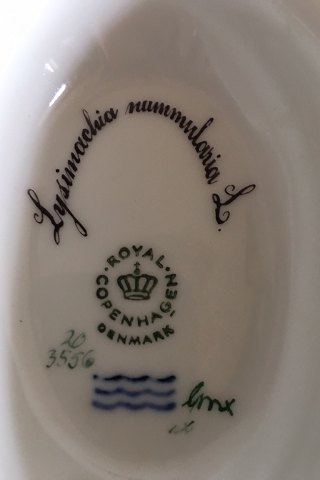 Lysimachia nummularia L.
ROYAL
COPENHAGEN
DENMARK
20
3556